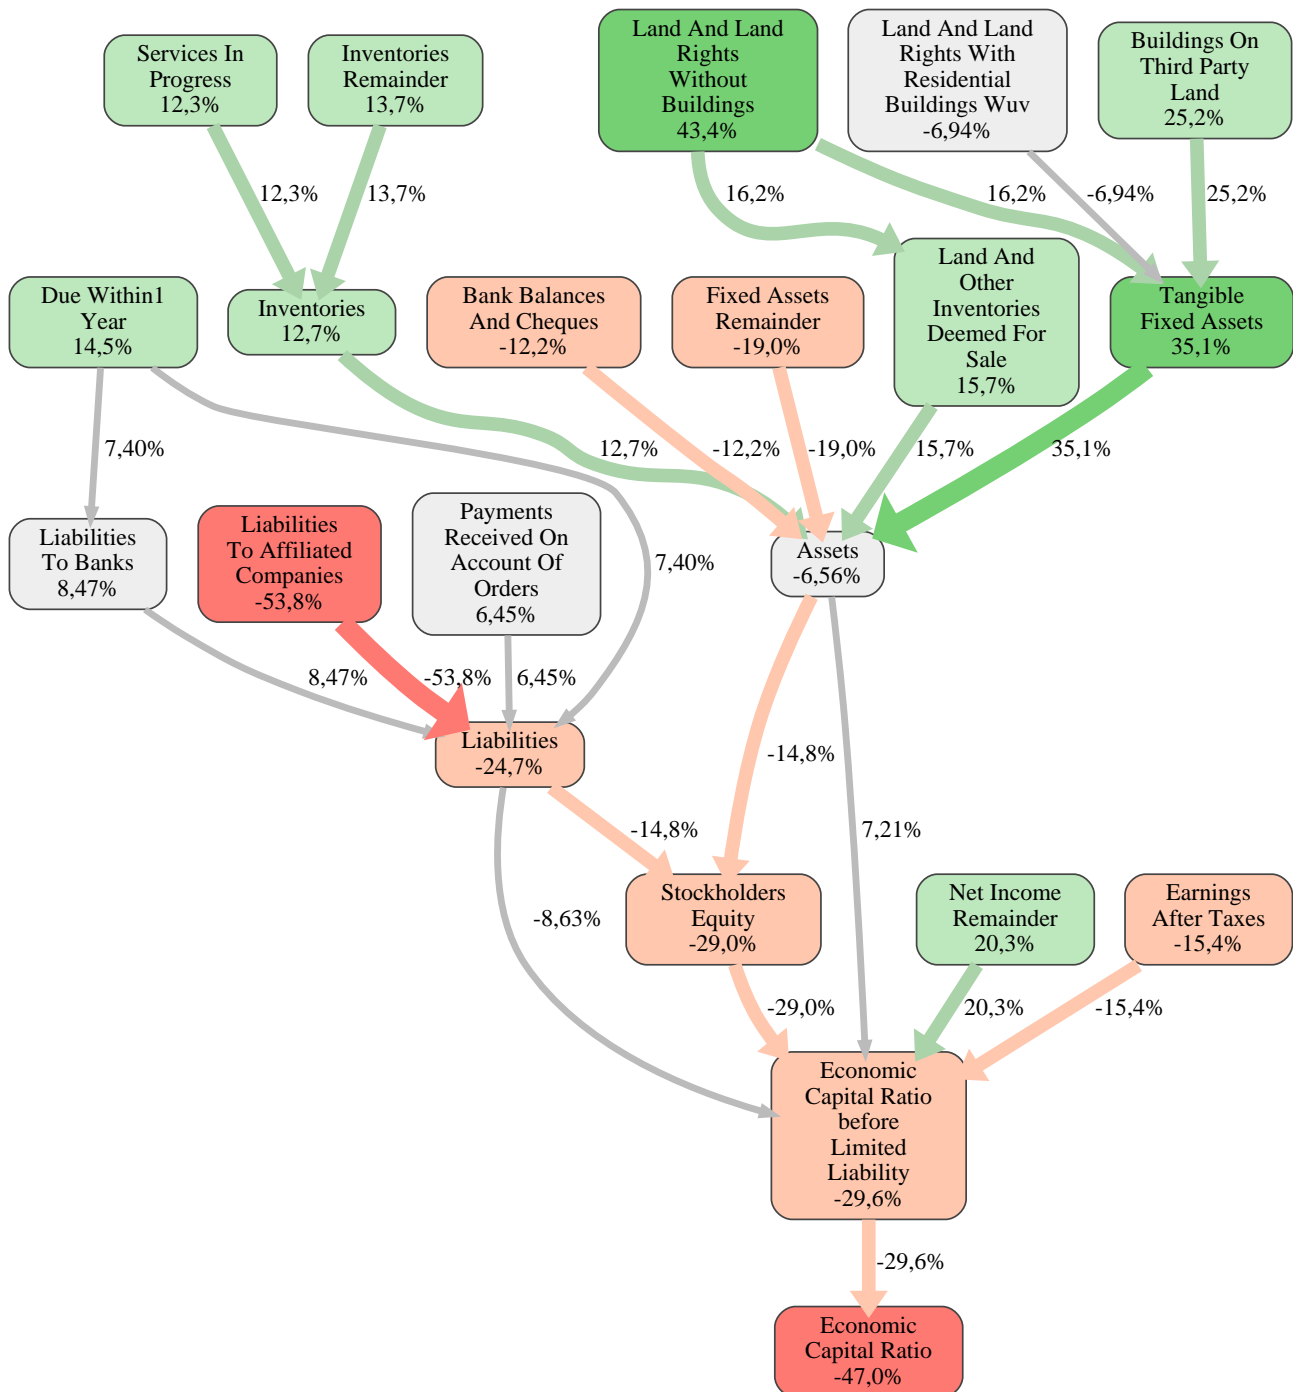 Services In
Progress
12,3%
Inventories
Remainder
13,7%
Land And Land
Rights
Without
Buildings
43,4%
Land And Land
Rights With
Residential
Buildings Wuv
-6,94%
Buildings On
Third Party
Land
25,2%
12,3%
13,7%
16,2%
16,2%
-6,94%
25,2%
Due Within1
Year
14,5%
Inventories
12,7%
Bank Balances
And Cheques
-12,2%
Fixed Assets
Remainder
-19,0%
Land And
Other
Inventories
Deemed For
Sale
15,7%
Tangible
Fixed Assets
35,1%
7,40%
12,7%
-12,2%
-19,0%
15,7%
35,1%
Liabilities
To Banks
8,47%
Liabilities
To Affiliated
Companies
-53,8%
Payments
Received On
Account Of
Orders
6,45%
7,40%
Assets
-6,56%
8,47%
-53,8%
6,45%
Liabilities
-24,7%
-14,8%
-14,8%
7,21%
-8,63%
Stockholders
Equity
-29,0%
Net Income
Remainder
20,3%
Earnings
After Taxes
-15,4%
-29,0%
20,3%
-15,4%
Economic
Capital Ratio
before
Limited
Liability
-29,6%
-29,6%
Economic
Capital Ratio
-47,0%